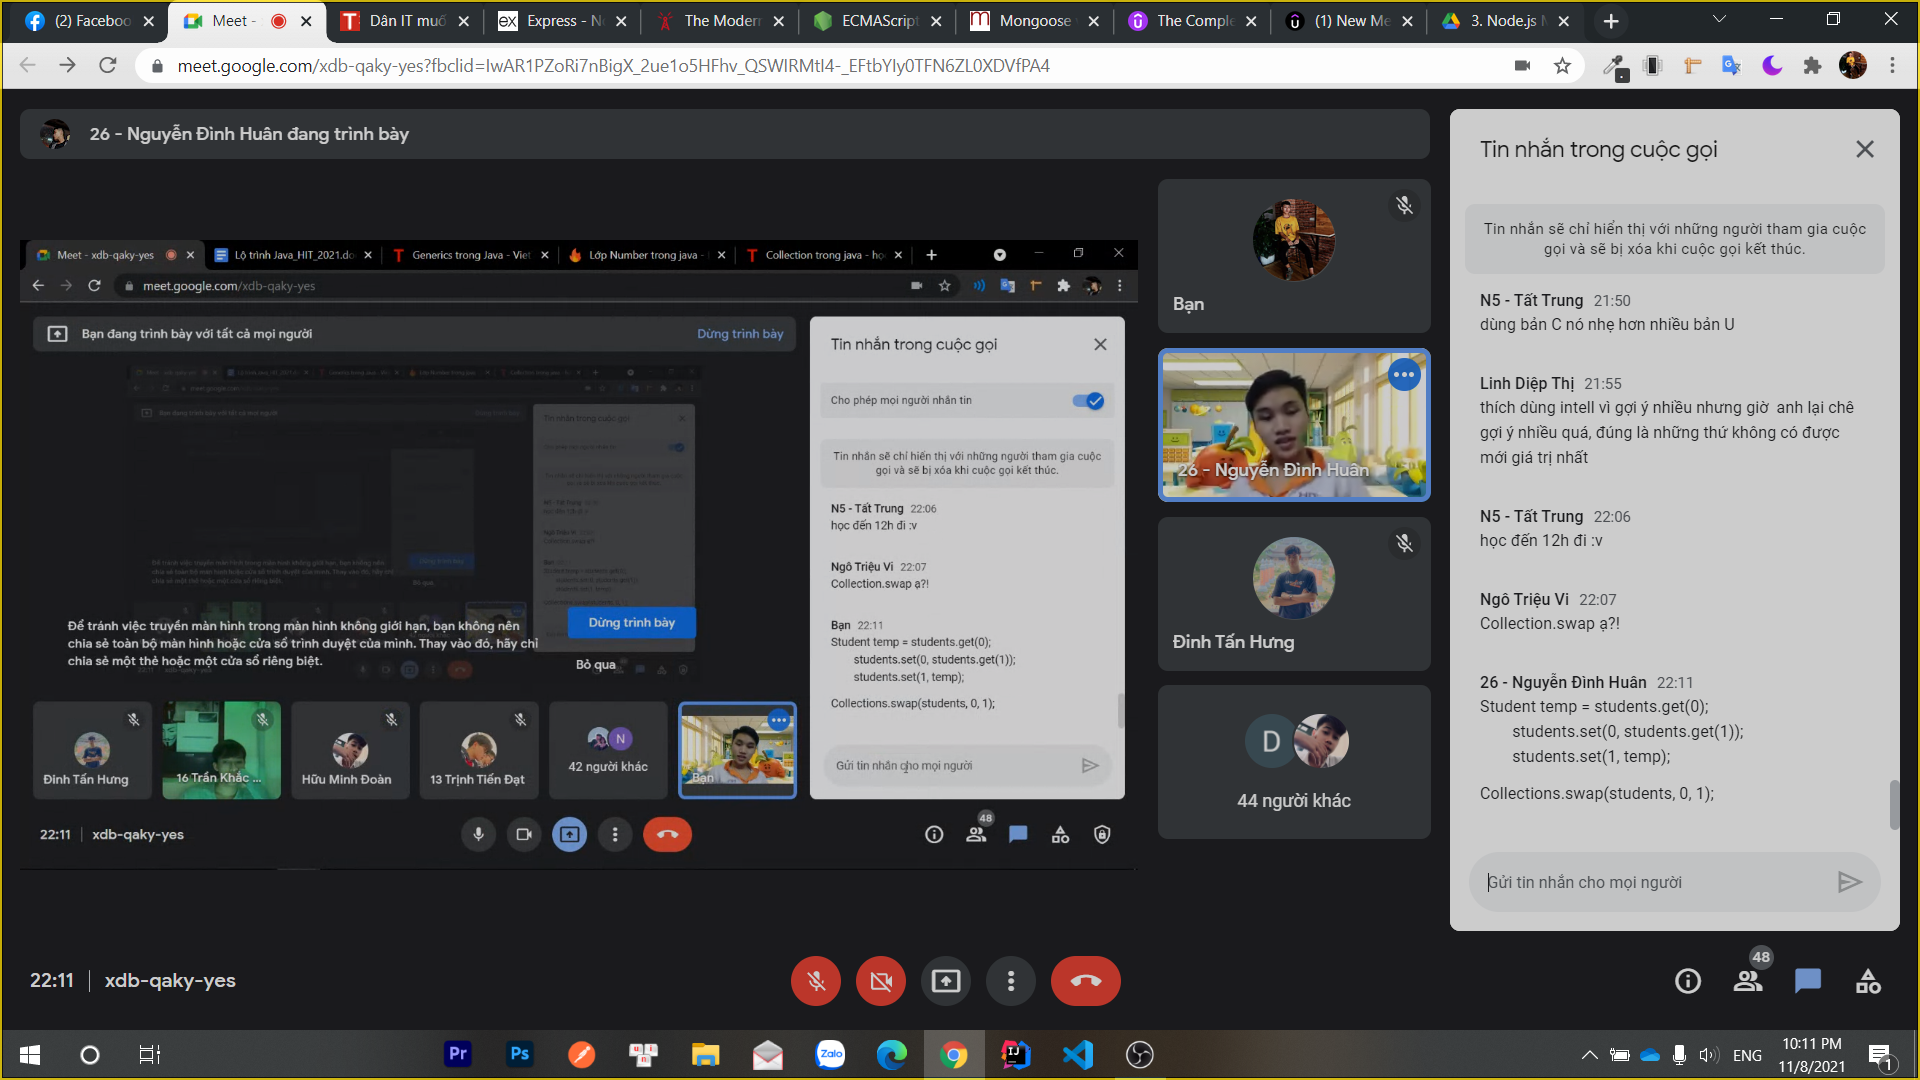 (2) Faceboo
Meet -
Dân IT muố
Express - No
The Modern
ECMAScript
Mongoose
The Comple
(1) New Me
3. Node.js M
meet.google.com/xdb-qaky-yes?fbclid=IwAR1PZoRi7nBigX_2ue1o5HFhv_QSWIRMtI4-_EFtbYIy0TFN6ZL0XDVfPA4
26 - Nguyễn Đình Huân đang trình bày
Meet - xdb-qaky-yes
Lộ trình Java_HIT_2021.do
Generics trong Java - Viet
Lớp Number trong java -
Collection trong java - họ
meet.google.com/xdb-qaky-yes
Bạn đang trình bày với tất cả mọi người
Dừng trình bày
Để tránh việc truyền màn hình trong màn hình không giới hạn, bạn không nên
chia sẻ toàn bộ màn hình hoặc cửa sổ trình duyệt của mình. Thay vào đó, hãy chỉ
chia sẻ một thẻ hoặc một cửa sổ riêng biệt.
Dừng trình bày
Bỏ qua
Đinh Tấn Hưng
16 Trần Khắc ...
Hữu Minh Đoàn
13 Trịnh Tiến Đạt
N
42 người khác
Bạn
22:11
xdb-qaky-yes
48
Tin nhắn trong cuộc gọi
Cho phép mọi người nhắn tin
Tin nhắn sẽ chỉ hiển thị với những người tham gia cuộc
gọi và sẽ bị xóa khi cuộc gọi kết thúc.
N5 - Tất Trung 22:06
học đến 12h đi :v
Ngô Triệu Vi 22:07
Collection.swap ạ?!
Bạn 22:11
Student temp = students.get(0);
students.set(0, students.get(1));
students.set(1, temp);
Collections.swap(students, 0, 1);
Gửi tin nhắn cho mọi người
Bạn
26 - Nguyễn Đình Huân
Đinh Tấn Hưng
D
44 người khác
Tin nhắn trong cuộc gọi
Tin nhắn sẽ chỉ hiển thị với những người tham gia cuộc
gọi và sẽ bị xóa khi cuộc gọi kết thúc.
N5 - Tất Trung 21:50
dùng bản C nó nhẹ hơn nhiều bản U
Linh Diệp Thị 21:55
thích dùng intell vì gợi ý nhiều nhưng giờ anh lại chê
gợi ý nhiều quá, đúng là những thứ không có được
mới giá trị nhất
N5 - Tất Trung 22:06
học đến 12h đi :v
Ngô Triệu Vi 22:07
Collection.swap ạ?!
26 - Nguyễn Đình Huân 22:11
Student temp = students.get(0);
students.set(0, students.get(1));
students.set(1, temp);
Collections.swap(students, 0, 1);
Gửi tin nhắn cho mọi người
22:11
xdb-qaky-yes
48
Pr
Ps
Zalo
IJ
ENG
10:11 PM
11/8/2021
1